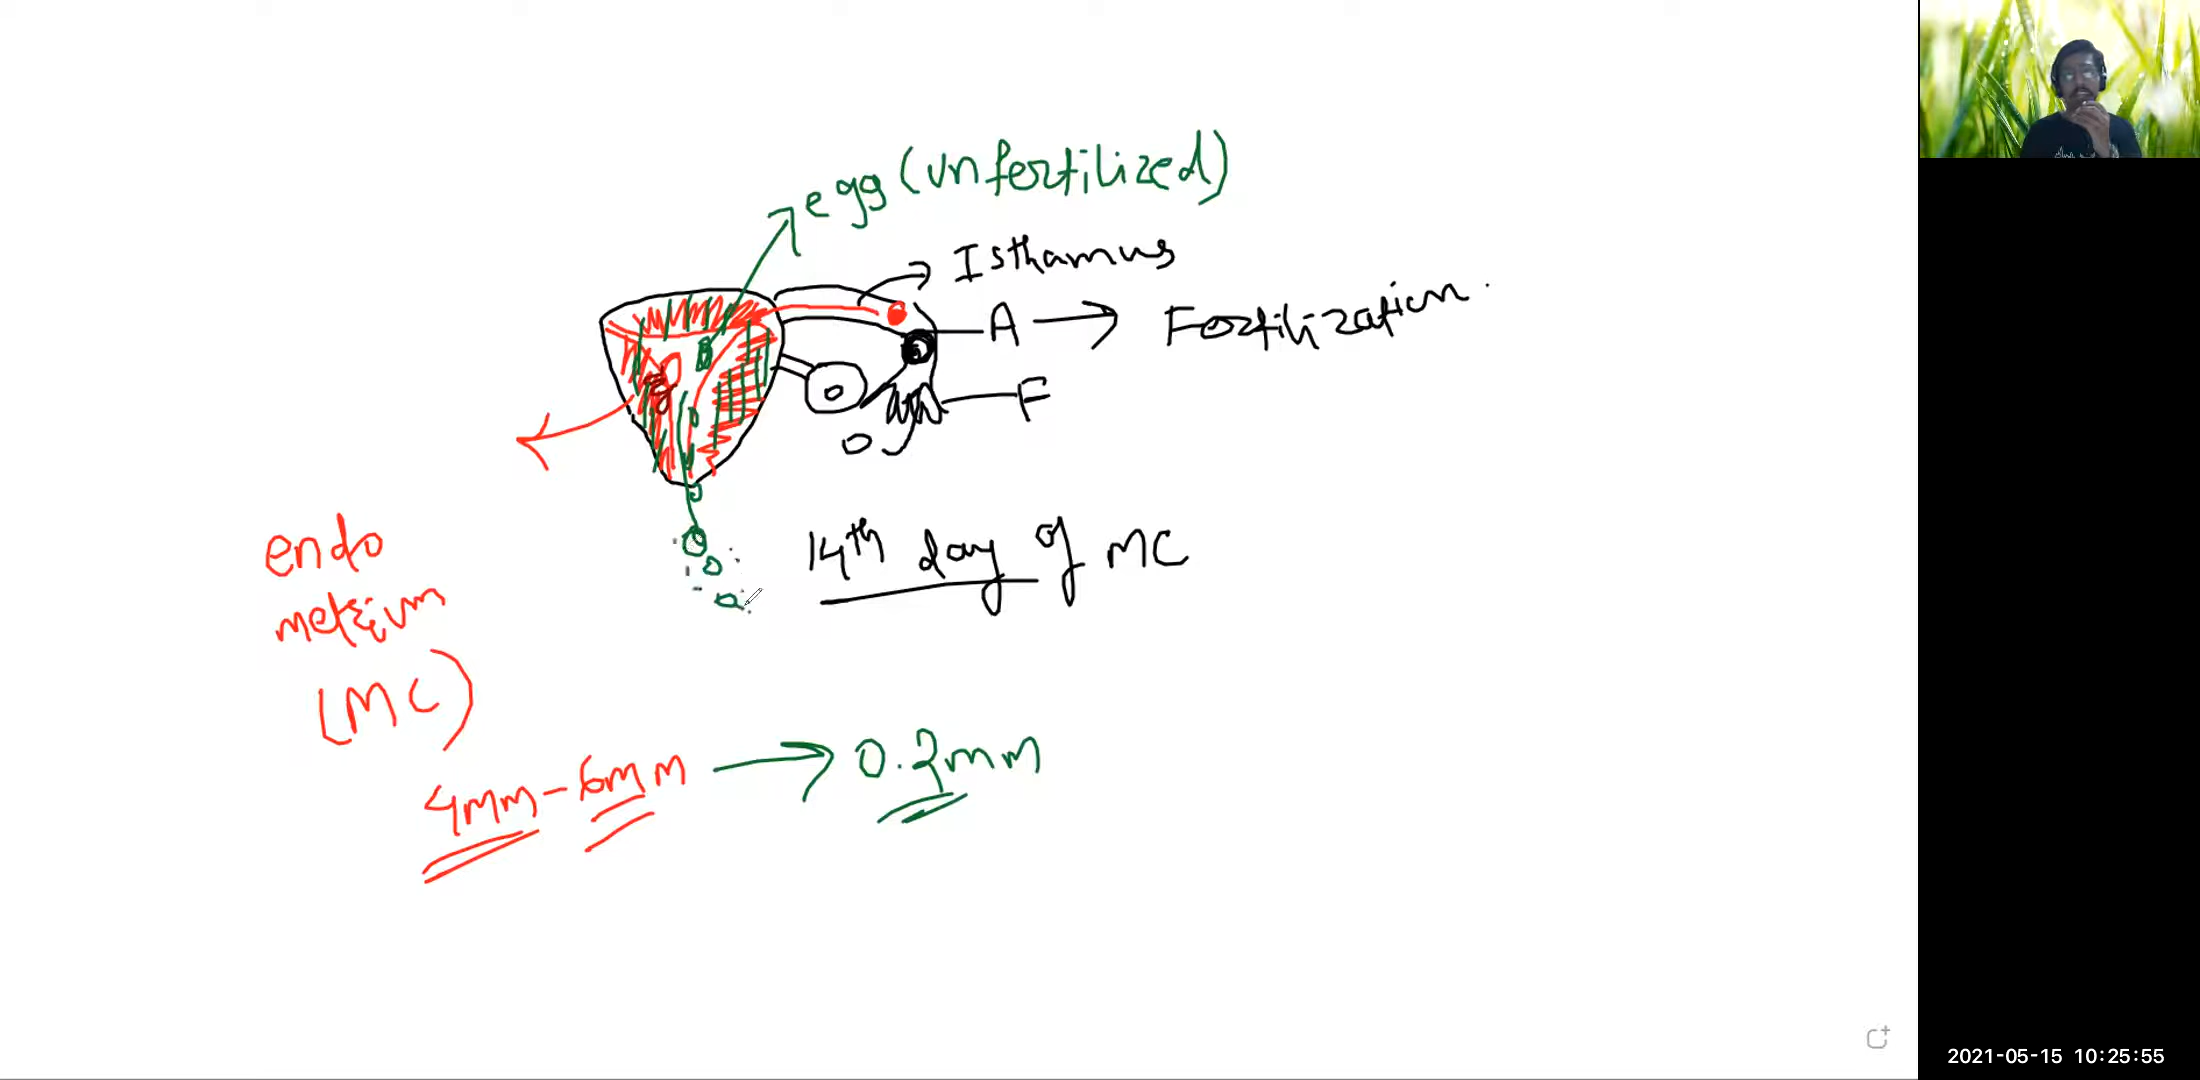 egg (unfertilized)
Isthamus
A → Fertilization.
F
14th day of MC
endo
metrium
(MC)
4mm - 6mm → 0.2mm
2021-05-15 10:25:55